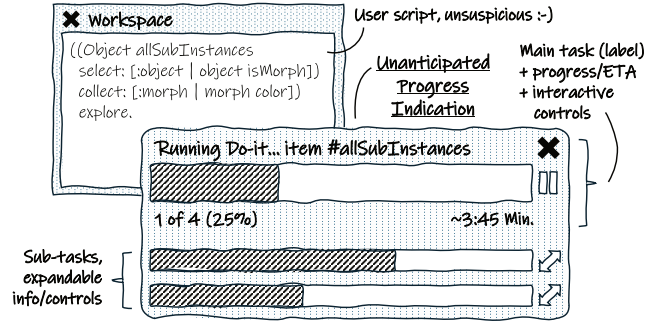 Workspace
User script, unsuspicious :-)
((Object allSubInstances
select: [:object | object isMorph])
collect: [:morph | morph color])
explore.
Unanticipated
Progress
Indication
Main task (label)
+ progress/ETA
+ interactive
controls
Running Do-it... item #allSubInstances
1 of 4 (25%)
~3:45 Min.
Sub-tasks,
expandable
info/controls